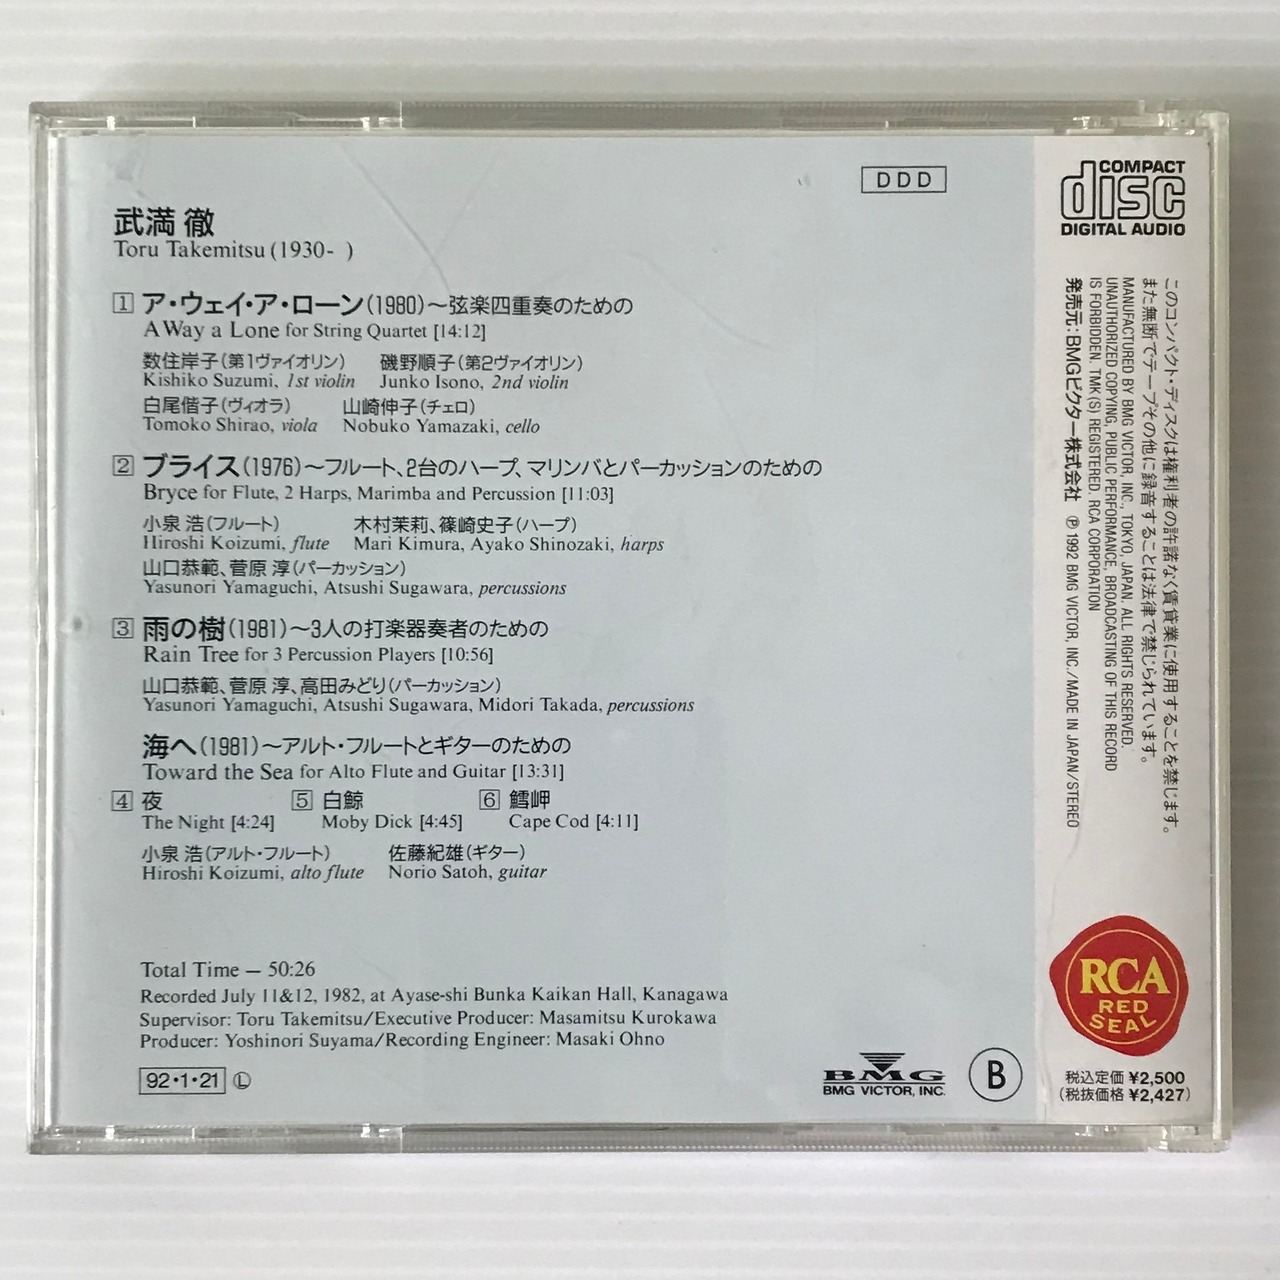 DDD
武満 徹
Toru Takemitsu (1930-  )
1 ア・ウェイ・ア・ローン(1980)～弦楽四重奏のための
A Way a Lone for String Quartet [14:12]
数住岸子(第1ヴァイオリン) 磯野順子(第2ヴァイオリン)
Kishiko Suzumi, 1st violin Junko Isono, 2nd violin
白尾偕子(ヴィオラ) 山崎伸子(チェロ)
Tomoko Shirao, viola Nobuko Yamazaki, cello
2 ブライス(1976)～フルート、2台のハープ、マリンバとパーカッションのための
Bryce for Flute, 2 Harps, Marimba and Percussion [11:03]
小泉 浩(フルート) 木村茉莉、篠崎史子(ハープ)
Hiroshi Koizumi, flute Mari Kimura, Ayako Shinozaki, harps
山口恭範、菅原 淳(パーカッション)
Yasunori Yamaguchi, Atsushi Sugawara, percussions
3 雨の樹(1981)～3人の打楽器奏者のための
Rain Tree for 3 Percussion Players [10:56]
山口恭範、菅原 淳、高田みどり(パーカッション)
Yasunori Yamaguchi, Atsushi Sugawara, Midori Takada, percussions
海へ(1981)～アルト・フルートとギターのための
Toward the Sea for Alto Flute and Guitar [13:31]
4 夜 5 白鯨 6 鱈岬
The Night [4:24] Moby Dick [4:45] Cape Cod [4:11]
小泉 浩(アルト・フルート) 佐藤紀雄(ギター)
Hiroshi Koizumi, alto flute Norio Satoh, guitar
Total Time — 50:26
Recorded July 11&12, 1982, at Ayase-shi Bunka Kaikan Hall, Kanagawa
Supervisor: Toru Takemitsu/Executive Producer: Masamitsu Kurokawa
Producer: Yoshinori Suyama/Recording Engineer: Masaki Ohno
92・1・21 Ⓛ
BMG
BMG VICTOR, INC.
B
COMPACT
disc
DIGITAL AUDIO
このコンパクト・ディスクは権利者の許諾なく賃貸業に使用することを禁じます。
また無断でテープその他に録音することは法律で禁じられています。
MANUFACTURED BY BMG VICTOR, INC., TOKYO, JAPAN. ALL RIGHTS RESERVED.
UNAUTHORIZED COPYING, PUBLIC PERFORMANCE, BROADCASTING OF THIS RECORD
IS FORBIDDEN. TMK(S) REGISTERED. RCA CORPORATION
発売元:BMGビクター株式会社 ℗ 1992 BMG VICTOR, INC./MADE IN JAPAN/STEREO
RCA
RED
SEAL
税込定価 ¥2,500
(税抜価格 ¥2,427)